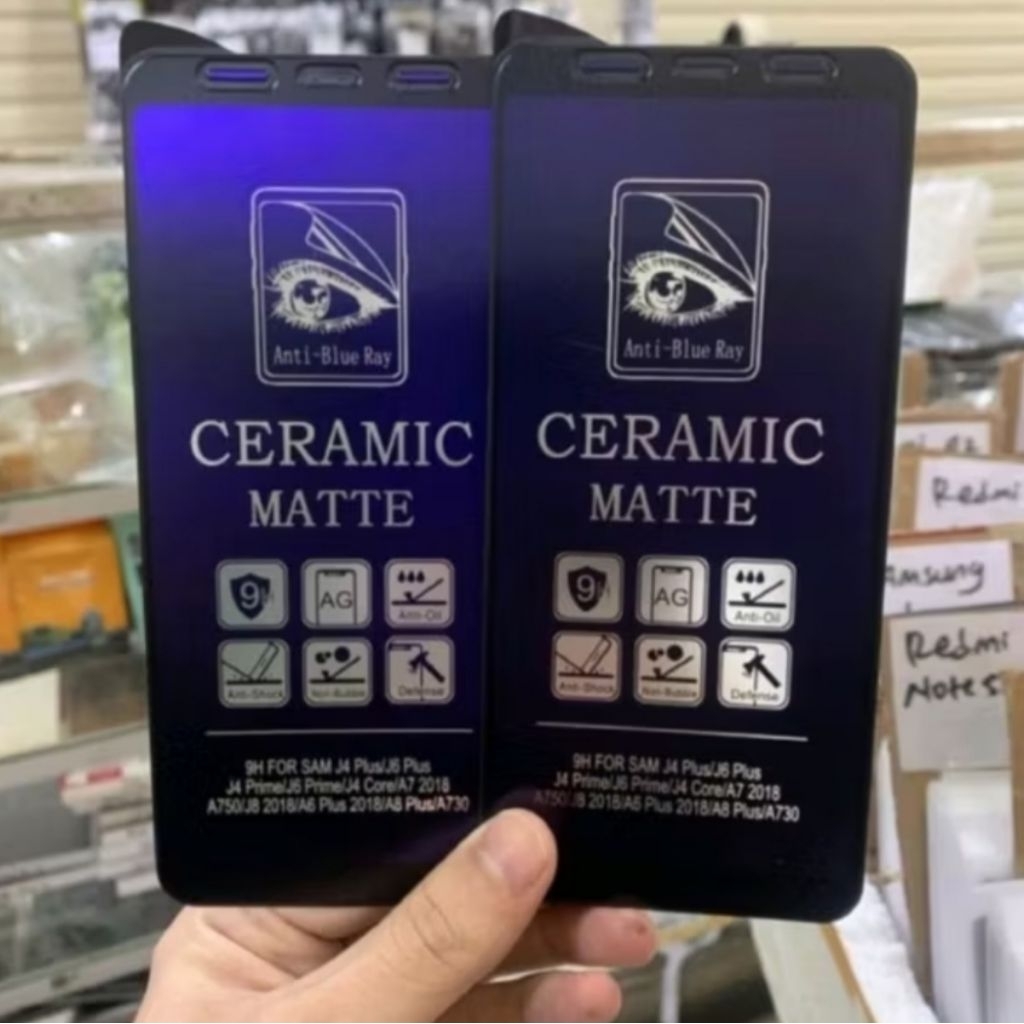 Anti-Blue Ray
CERAMIC
MATTE
9H
AG
Anti-Oil
Anti-Shock
Non-Bubble
Defense
9H FOR SAM J4 Plus/J6 Plus
J4 Prime/J6 Prime/J4 Core/A7 2018
A750/J8 2018/A6 Plus 2018/A8 Plus/A730
Anti-Blue Ray
CERAMIC
MATTE
9H
AG
Anti-Oil
Anti-Shock
Non-Bubble
Defense
9H FOR SAM J4 Plus/J6 Plus
J4 Prime/J6 Prime/J4 Core/A7 2018
A750/J8 2018/A6 Plus 2018/A8 Plus/A730
Redmi
Redmi
Note 5